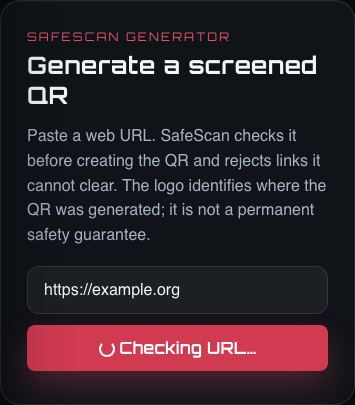 SAFESCAN GENERATOR
Generate a screened
QR
Paste a web URL. SafeScan checks it
before creating the QR and rejects links it
cannot clear. The logo identifies where the
QR was generated; it is not a permanent
safety guarantee.
https://example.org
Checking URL...